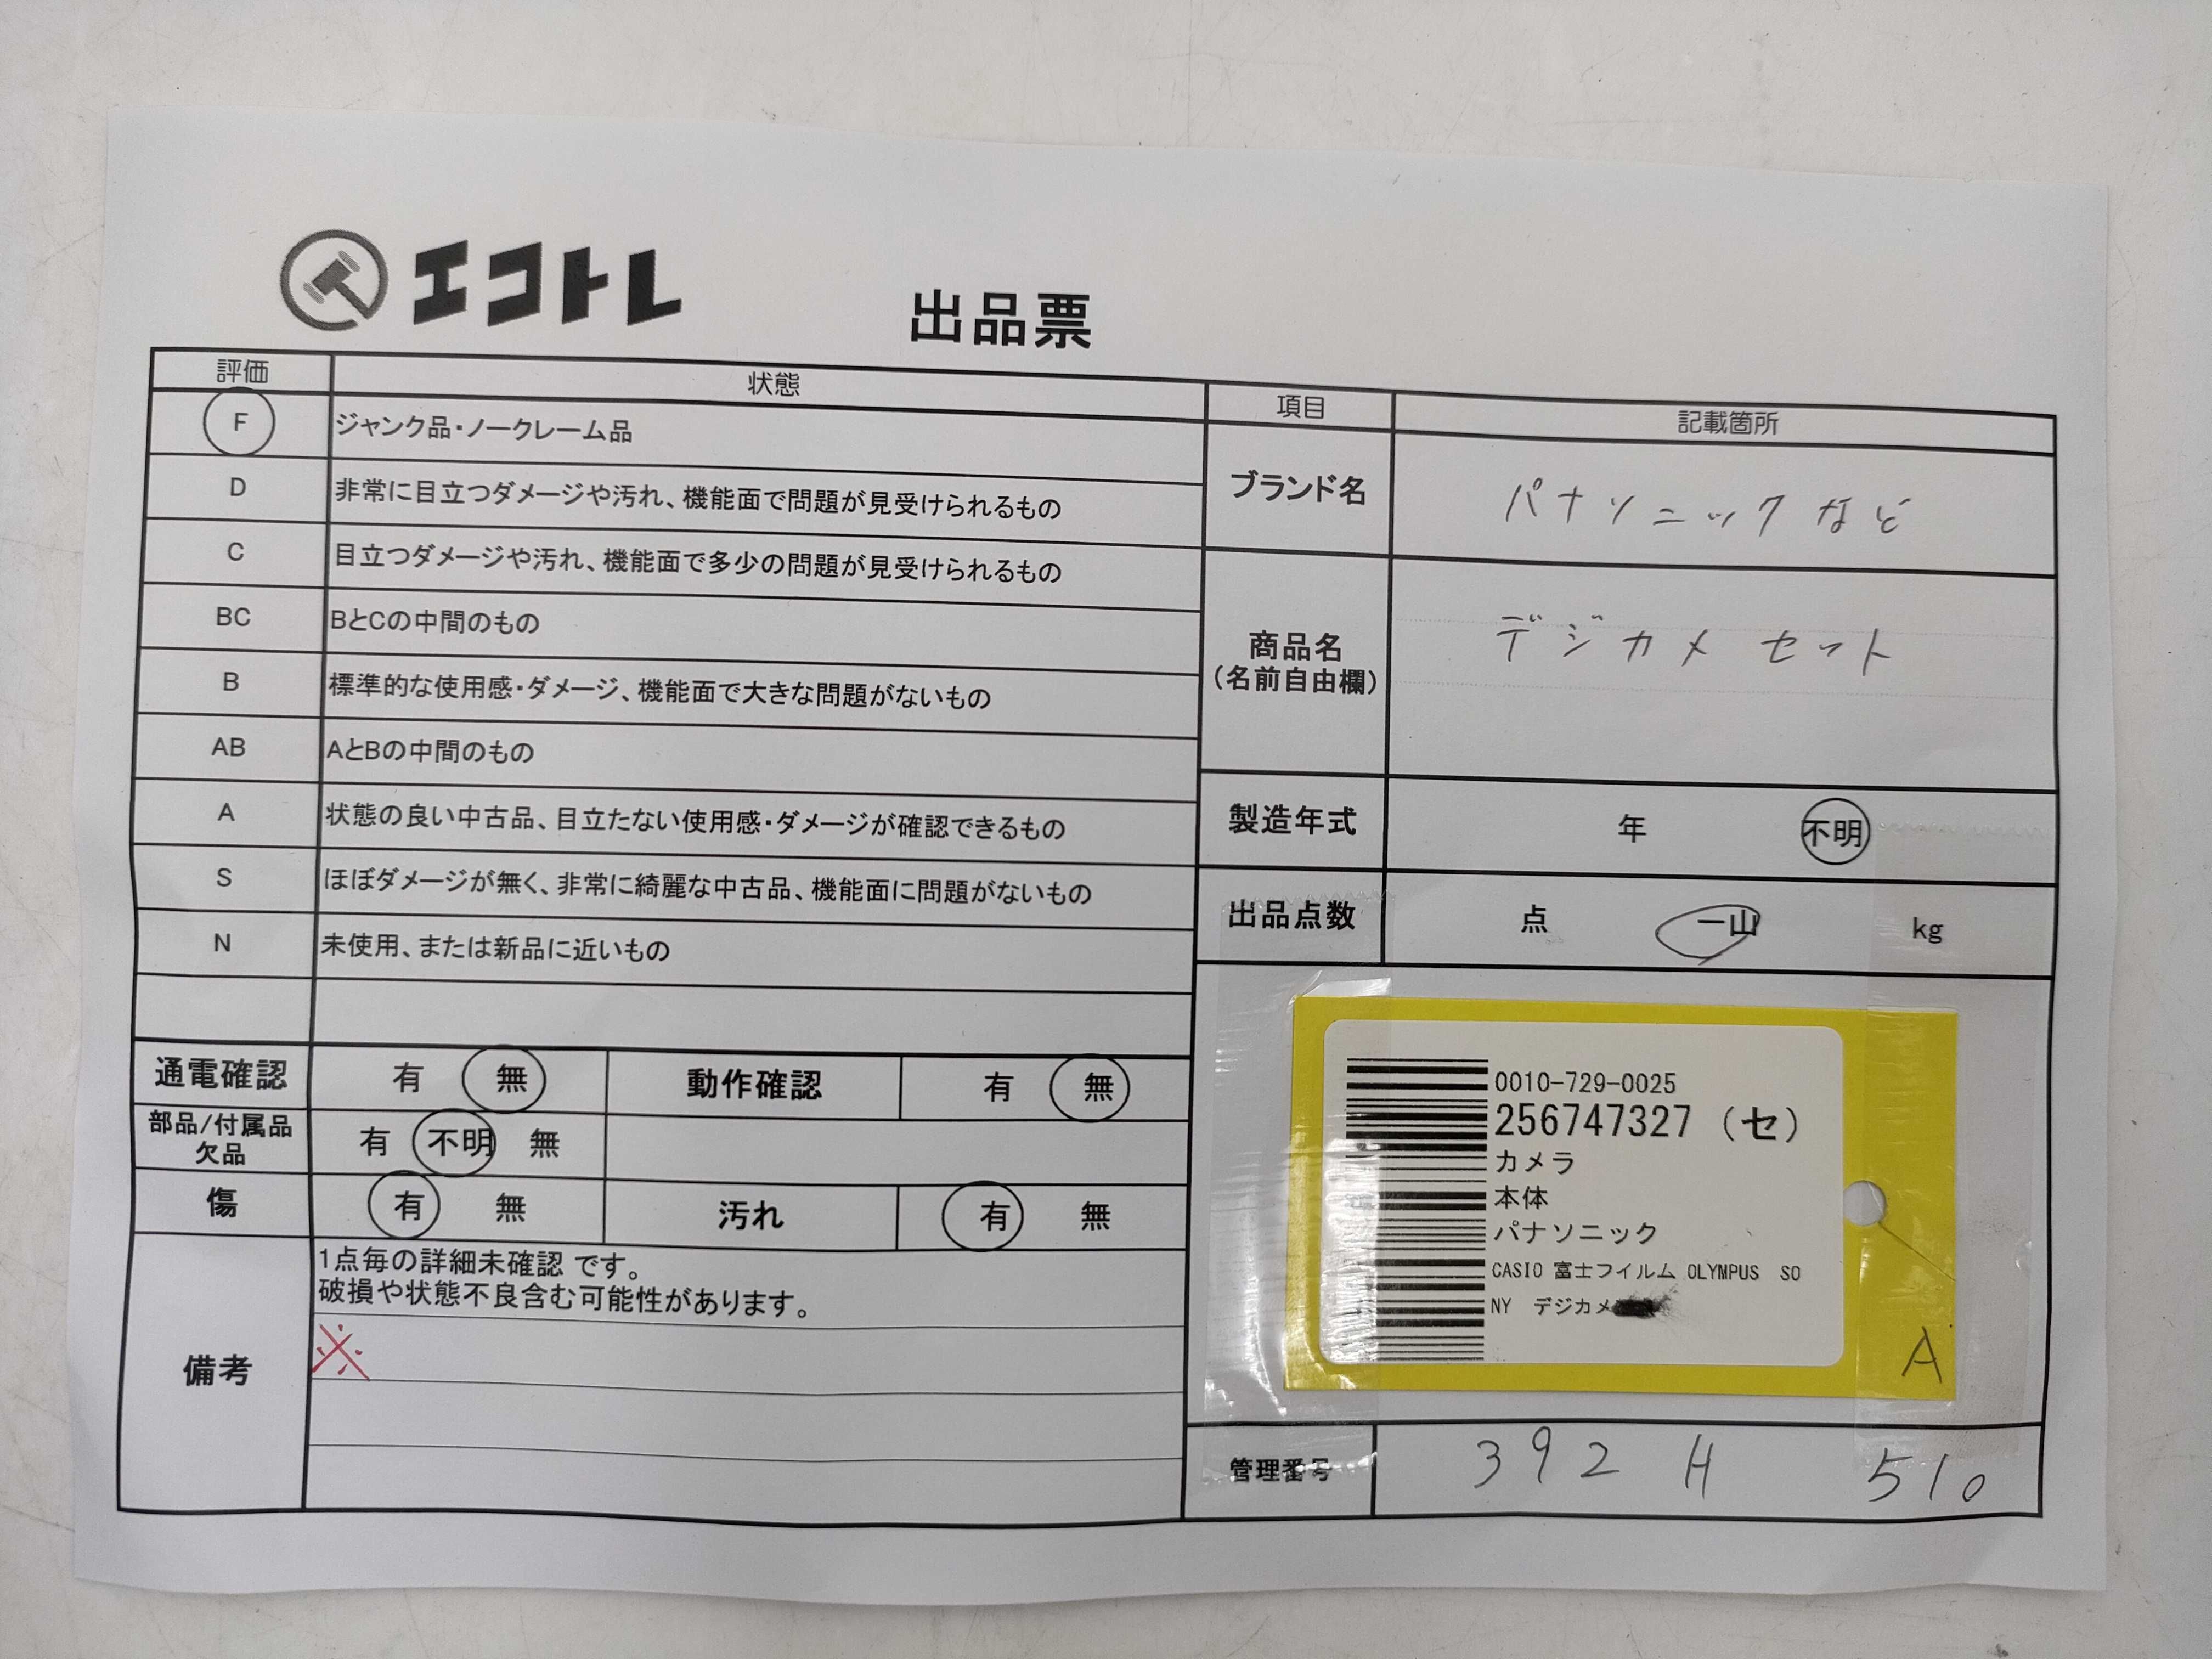 エコトレ
出品票
評価 状態
F ジャンク品・ノークレーム品
D 非常に目立つダメージや汚れ、機能面で問題が見受けられるもの
C 目立つダメージや汚れ、機能面で多少の問題が見受けられるもの
BC BとCの中間のもの
B 標準的な使用感・ダメージ、機能面で大きな問題がないもの
AB AとBの中間のもの
A 状態の良い中古品、目立たない使用感・ダメージが確認できるもの
S ほぼダメージが無く、非常に綺麗な中古品、機能面に問題がないもの
N 未使用、または新品に近いもの
通電確認 有 無 動作確認 有 無
部品/付属品
欠品 有 不明 無
傷 有 無 汚れ 有 無
備考
1点毎の詳細未確認 です。
破損や状態不良含む可能性があります。
※
項目 記載箇所
ブランド名 パナソニックなど
商品名
(名前自由欄)
デジカメ セット
製造年式 年 不明
出品点数 点 一山 kg
0010-729-0025
256747327 (セ)
カメラ
本体
パナソニック
CASIO 富士フイルム OLYMPUS SO
NY デジカメ
A
管理番号 392 H 510